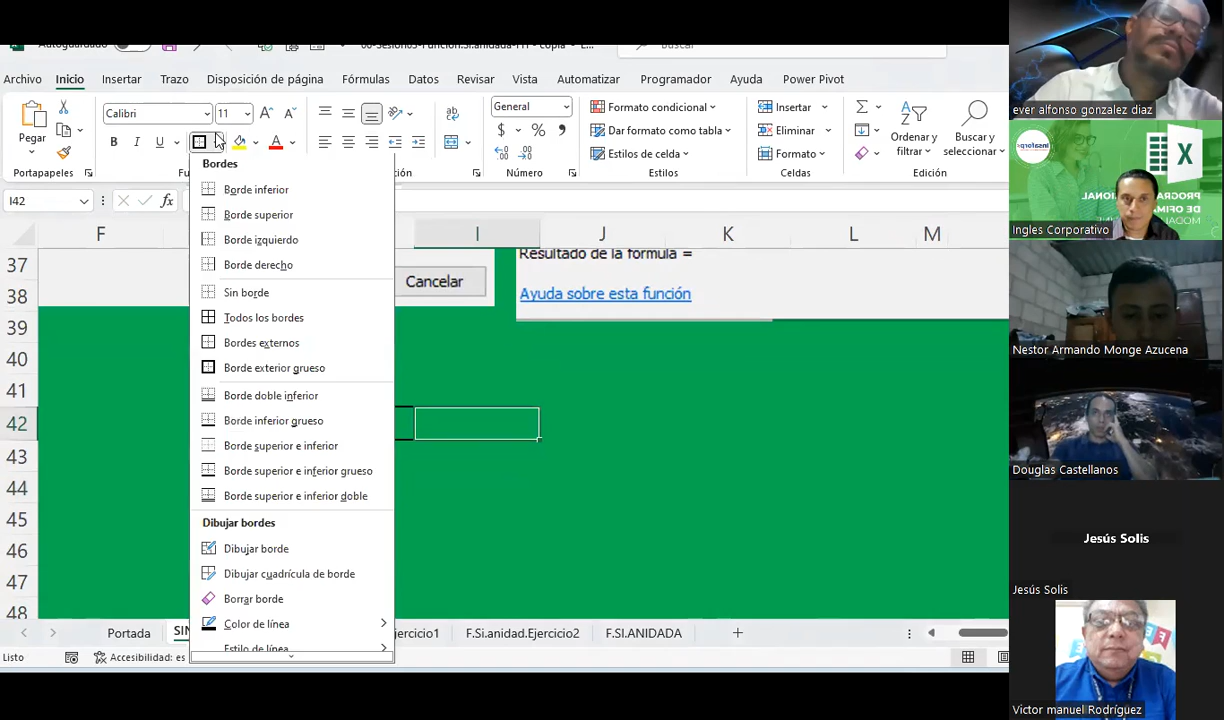 Autoguardado
00-Sesion03-Funcion.Si.anidada-FH - copia - E...
Buscar
Archivo Inicio Insertar Trazo Disposición de página Fórmulas Datos Revisar Vista Automatizar Programador Ayuda Power Pivot
Pegar
Portapapeles
Calibri 11
N K S
Fu
General
$ % 
Número
Formato condicional
Dar formato como tabla
Estilos de celda
Estilos
Insertar
Eliminar
Formato
Celdas
Ordenar y
filtrar
Buscar y
seleccionar
I42
fx
F I J K L M
37
38
39
40
41
42
43
44
45
46
47
48
Bordes
Borde inferior
Borde superior
Borde izquierdo
Borde derecho
Sin borde
Todos los bordes
Bordes externos
Borde exterior grueso
Borde doble inferior
Borde inferior grueso
Borde superior e inferior
Borde superior e inferior grueso
Borde superior e inferior doble
Dibujar bordes
Dibujar borde
Dibujar cuadrícula de borde
Borrar borde
Color de línea
Estilo de línea
Cancelar
Resultado de la fórmula =
Ayuda sobre esta función
Portada SIN ercicio1 F.Si.anidad.Ejercicio2 F.SI.ANIDADA
Listo Accesibilidad: es
ever alfonso gonzalez diaz
insaforp
Ingles Corporativo
Nestor Armando Monge Azucena
Douglas Castellanos
Jesús Solis
Jesús Solis
Victor manuel Rodríguez